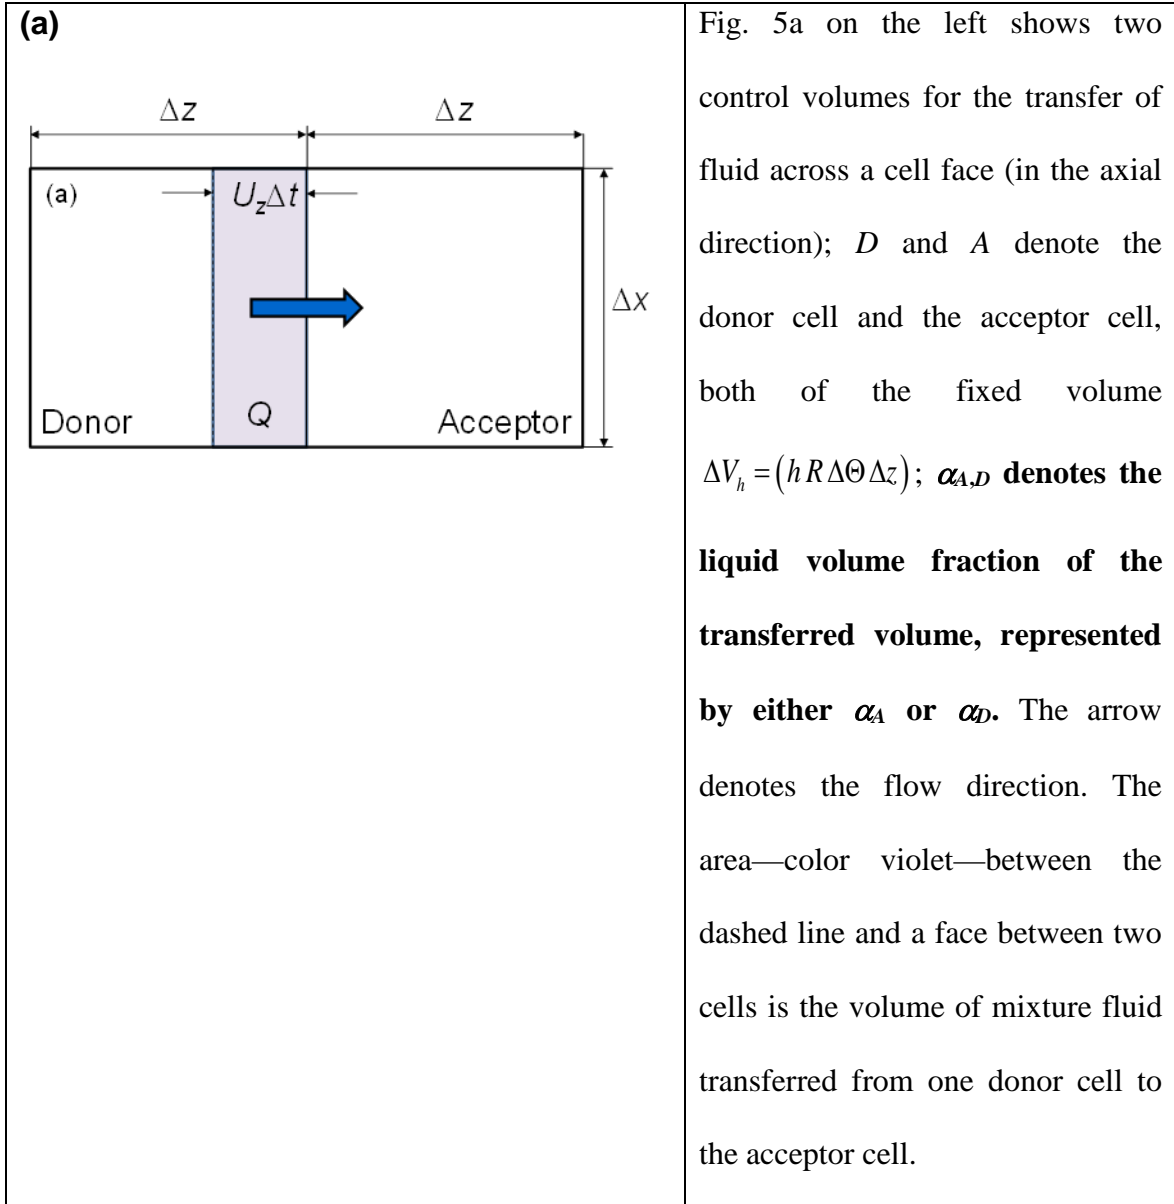 (a)
Δz
Δz
(a)
U_zΔt
Δx
Donor
Q
Acceptor
Fig. 5a on the left shows two
control volumes for the transfer of
fluid across a cell face (in the axial
direction); D and A denote the
donor cell and the acceptor cell,
both of the fixed volume
ΔV_h = (h R ΔΘ Δz); α_{A,D} denotes the
liquid volume fraction of the
transferred volume, represented
by either α_A or α_D. The arrow
denotes the flow direction. The
area—color violet—between the
dashed line and a face between two
cells is the volume of mixture fluid
transferred from one donor cell to
the acceptor cell.